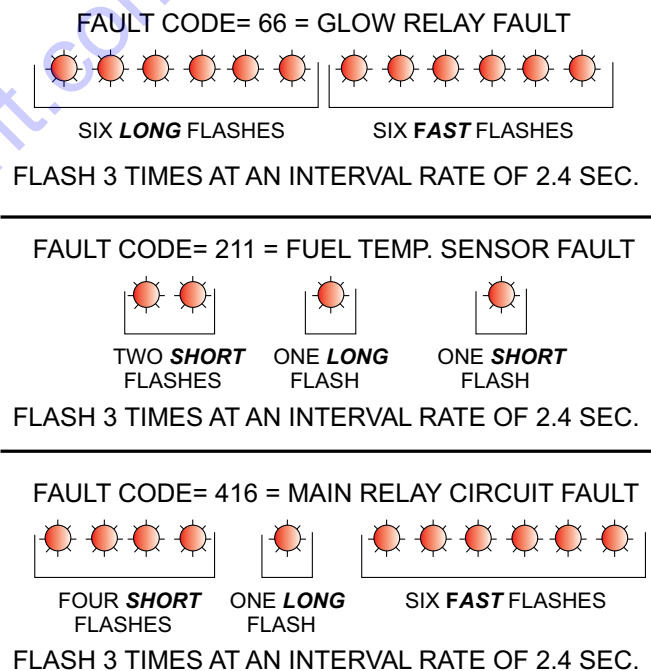 FAULT CODE= 66 = GLOW RELAY FAULT
SIX LONG FLASHES SIX FAST FLASHES
FLASH 3 TIMES AT AN INTERVAL RATE OF 2.4 SEC.
FAULT CODE= 211 = FUEL TEMP. SENSOR FAULT
TWO SHORT FLASHES
ONE LONG FLASH
ONE SHORT FLASH
FLASH 3 TIMES AT AN INTERVAL RATE OF 2.4 SEC.
FAULT CODE= 416 = MAIN RELAY CIRCUIT FAULT
FOUR SHORT FLASHES
ONE LONG FLASH
SIX FAST FLASHES
FLASH 3 TIMES AT AN INTERVAL RATE OF 2.4 SEC.